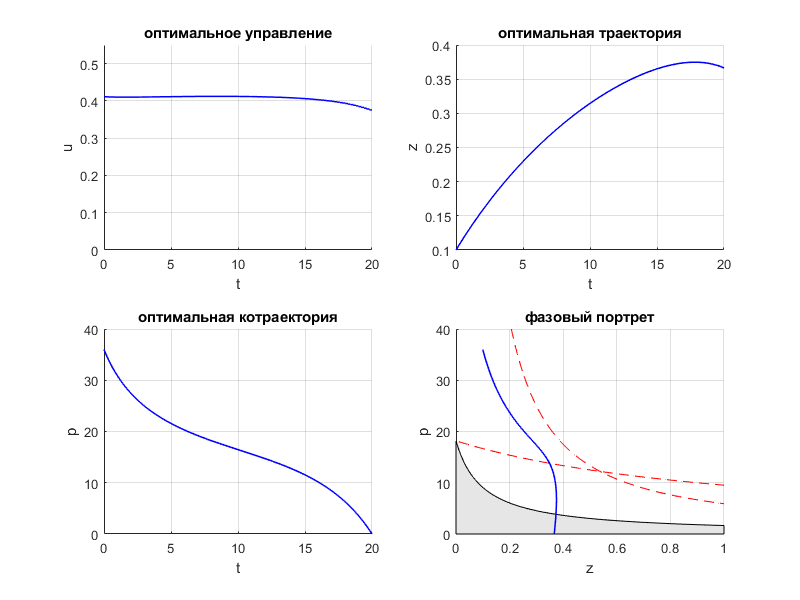 оптимальное управление
u
0.5
0.4
0.3
0.2
0.1
0
0 5 10 15 20
t
оптимальная траектория
z
0.4
0.35
0.3
0.25
0.2
0.15
0.1
0 5 10 15 20
t
оптимальная котраектория
p
40
30
20
10
0
0 5 10 15 20
t
фазовый портрет
p
40
30
20
10
0
0 0.2 0.4 0.6 0.8 1
z